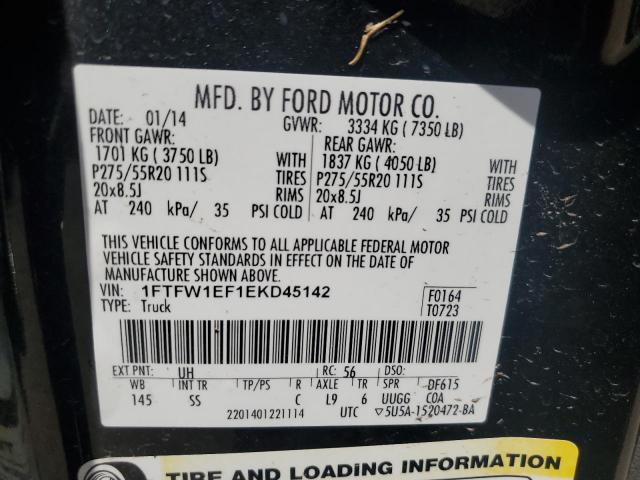 MFD. BY FORD MOTOR CO.
DATE: 01/14 GVWR: 3334 KG ( 7350 LB)
FRONT GAWR: REAR GAWR:
1701 KG ( 3750 LB) WITH 1837 KG ( 4050 LB) WITH
P275/55R20 111S TIRES P275/55R20 111S TIRES
20x8.5J RIMS 20x8.5J RIMS
AT 240 kPa/ 35 PSI COLD AT 240 kPa/ 35 PSI COLD
THIS VEHICLE CONFORMS TO ALL APPLICABLE FEDERAL MOTOR
VEHICLE SAFETY STANDARDS IN EFFECT ON THE DATE OF
MANUFACTURE SHOWN ABOVE.
VIN: 1FTFW1EF1EKD45142 F0164
TYPE: Truck T0723
EXT PNT: UH RC: 56 DSO:
WB INT TR TP/PS R AXLE TR SPR DF615
145 SS C L9 6 UUGG COA
2201401221114 UTC ▽5U5A-1520472-BA
TIRE AND LOADING INFORMATION